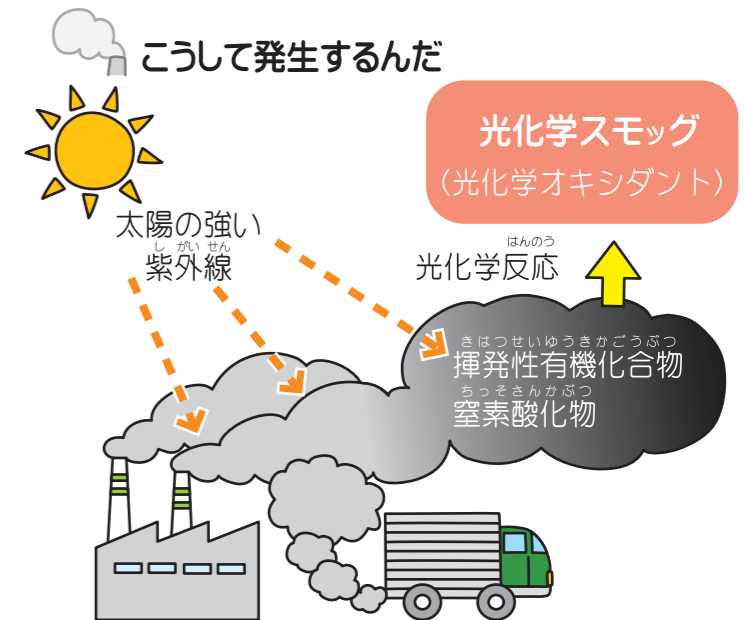 こうして発生するんだ
光化学スモッグ
(光化学オキシダント)
太陽の強い
し がい せん
紫外線
はんのう
光化学反応
きはつせいゆうきかごうぶつ
揮発性有機化合物
ちっそさんかぶつ
窒素酸化物